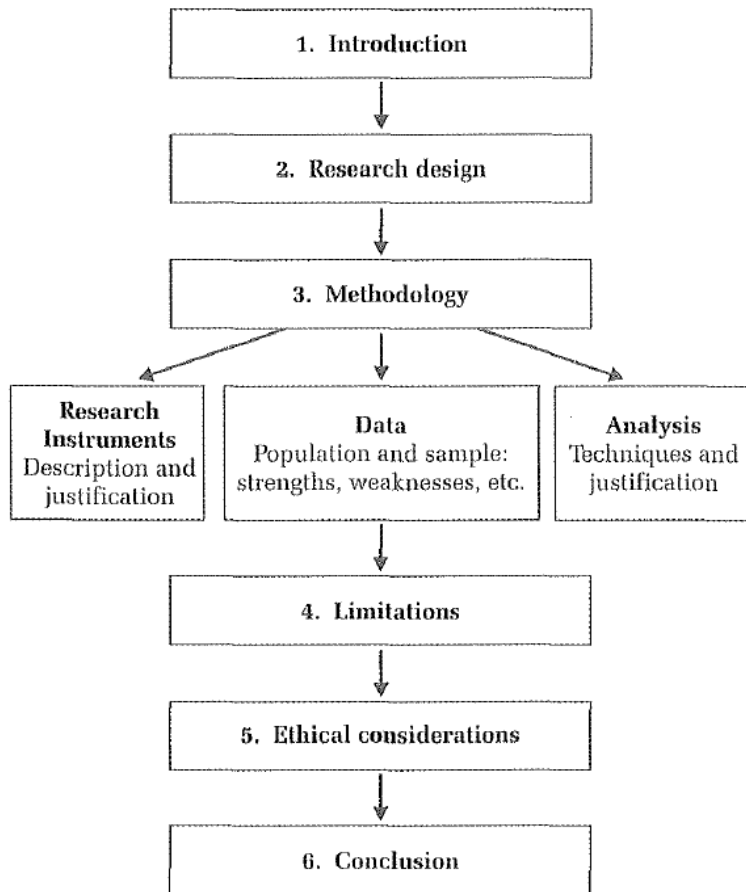 1. Introduction
2. Research design
3. Methodology
Research
Instruments
Description and
justification
Data
Population and sample:
strengths, weaknesses, etc.
Analysis
Techniques and
justification
4. Limitations
5. Ethical considerations
6. Conclusion